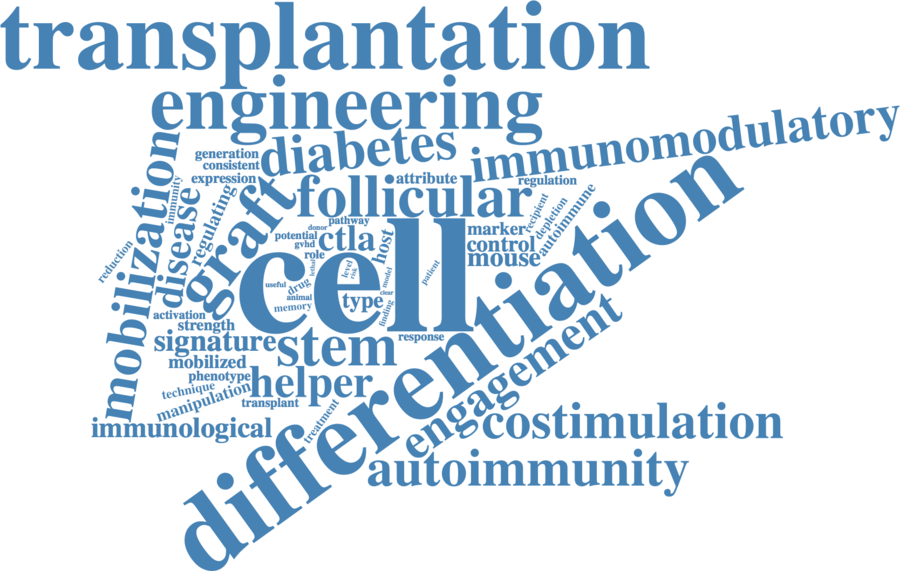 transplantation
engineering
immunomodulatory
diabetes
generation
consistent
expression
attribute
regulation
follicular
mobilization
immunity
disease
regulating
graft
differentiation
recipient
depletion
autoimmune
donor
pathway
potential
ctla
host
marker
control
mouse
gvhd
role
cell
lethal
level
risk
model
patient
useful
drug
animal
memory
type
clear
finding
reduction
activation
strength
signature
stem
response
mobilized
phenotype
helper
technique
manipulation
transplant
treatment
engagement
immunological
costimulation
autoimmunity